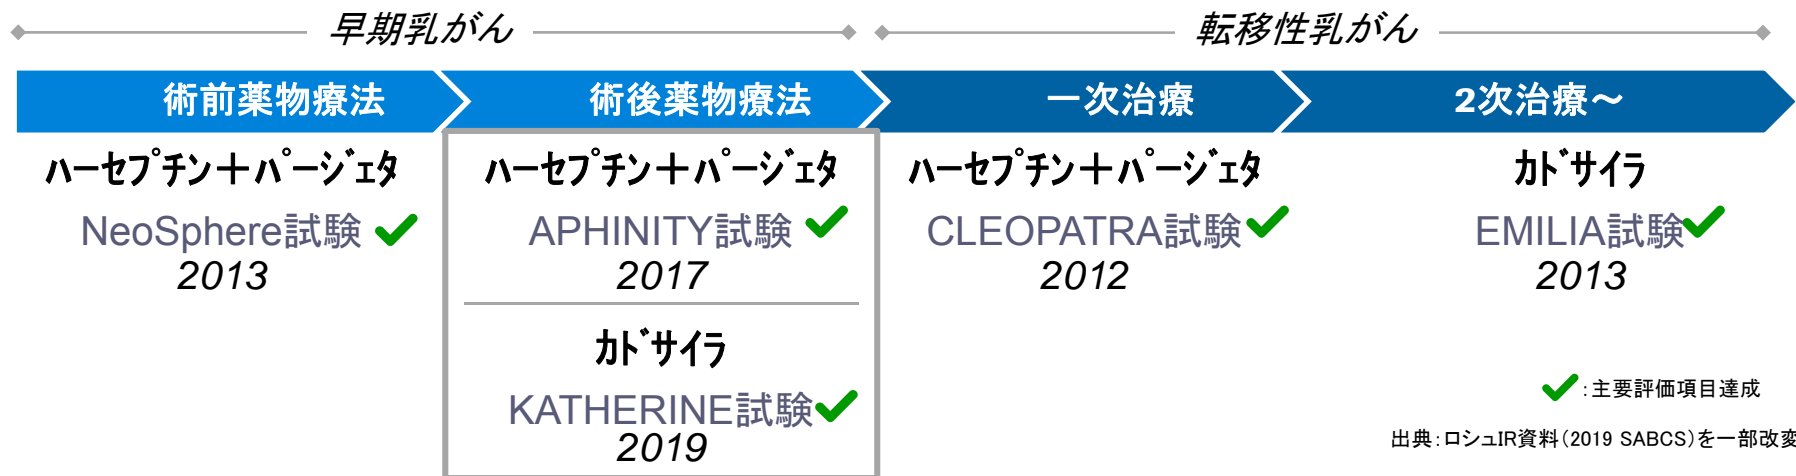 早期乳がん
転移性乳がん
術前薬物療法
術後薬物療法
一次治療
2次治療~
ﾊｰｾﾌﾟﾁﾝ+ﾊﾟｰｼﾞｪﾀ
NeoSphere試験
2013
ﾊｰｾﾌﾟﾁﾝ+ﾊﾟｰｼﾞｪﾀ
APHINITY試験
2017
ｶﾄﾞｻｲﾗ
KATHERINE試験
2019
ﾊｰｾﾌﾟﾁﾝ+ﾊﾟｰｼﾞｪﾀ
CLEOPATRA試験
2012
ｶﾄﾞｻｲﾗ
EMILIA試験
2013
:主要評価項目達成
出典:ロシュIR資料(2019 SABCS)を一部改変